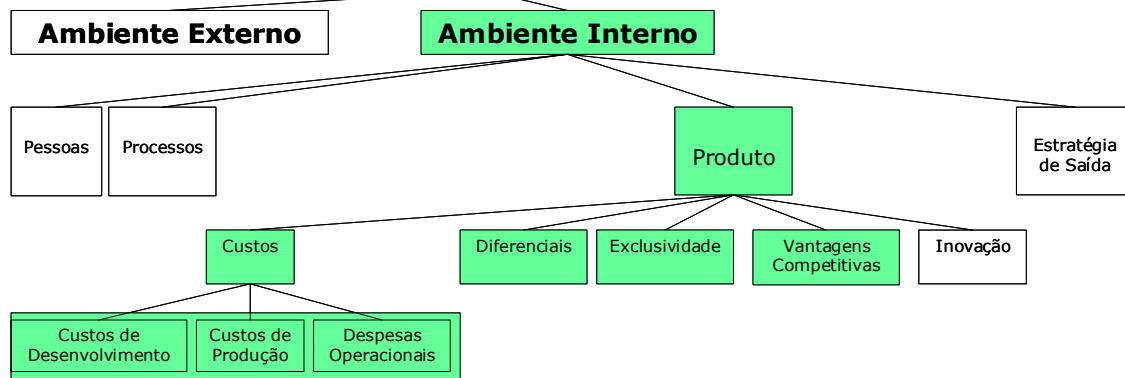 Ambiente Externo
Ambiente Interno
Pessoas
Processos
Produto
Estratégia
de Saída
Custos
Diferenciais
Exclusividade
Vantagens
Competitivas
Inovação
Custos de
Desenvolvimento
Custos de
Produção
Despesas
Operacionais